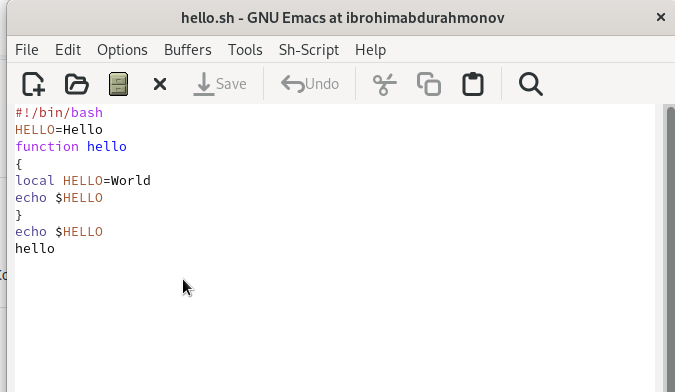 hello.sh - GNU Emacs at ibrohimabdurahmonov ×
File Edit Options Buffers Tools Sh-Script Help
Save Undo
#!/bin/bash
HELLO=Hello
function hello
{
local HELLO=World
echo $HELLO
}
echo $HELLO
hello